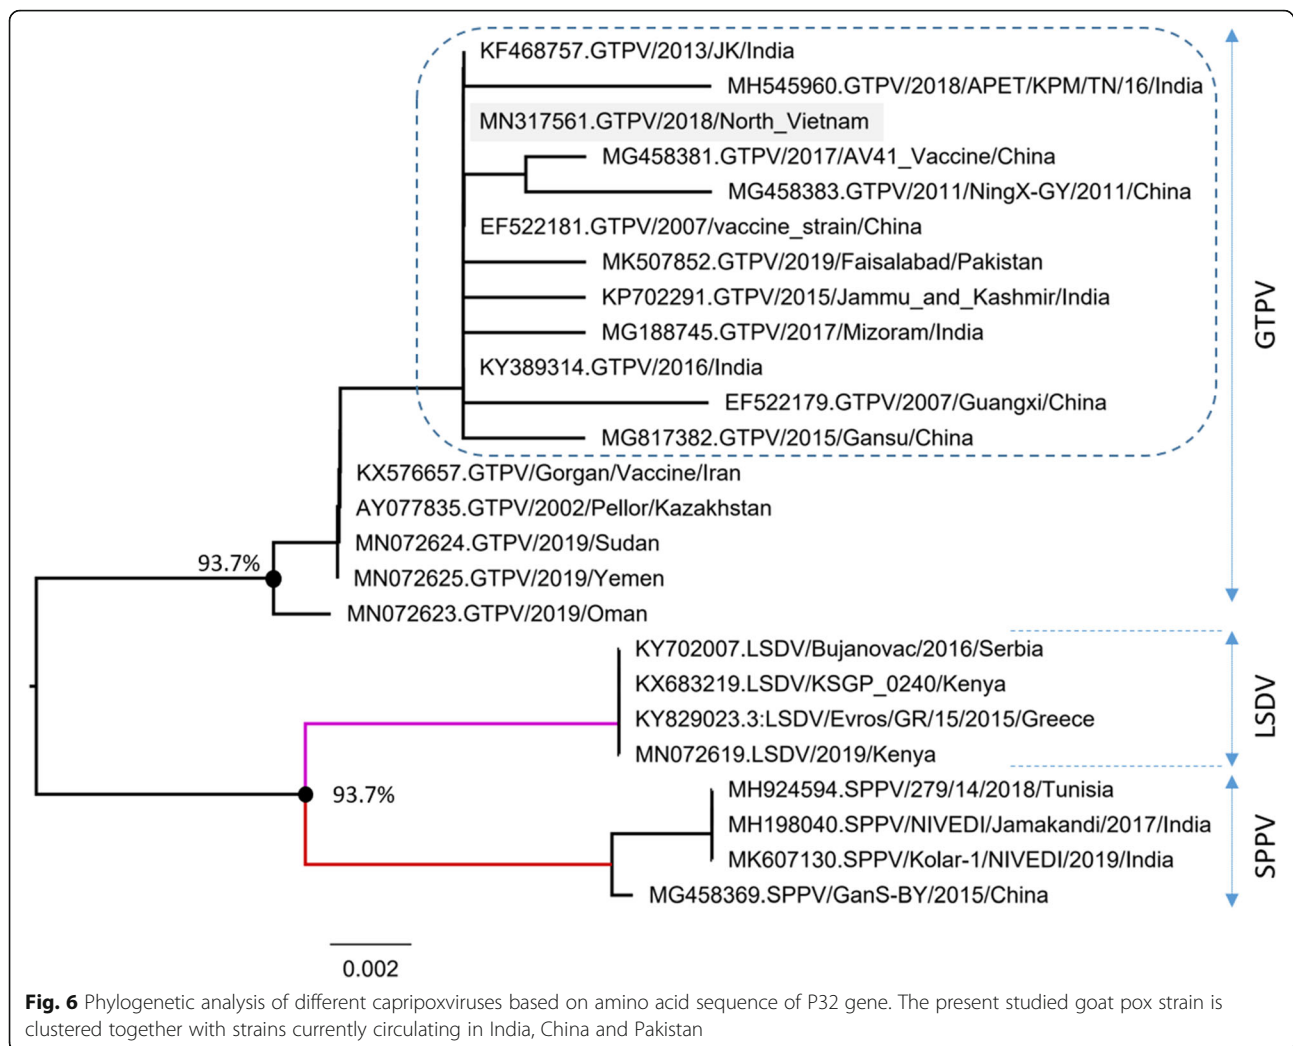 KF468757.GTPV/2013/JK/India
MH545960.GTPV/2018/APET/KPM/TN/16/India
MN317561.GTPV/2018/North_Vietnam
MG458381.GTPV/2017/AV41_Vaccine/China
MG458383.GTPV/2011/NingX-GY/2011/China
EF522181.GTPV/2007/vaccine_strain/China
MK507852.GTPV/2019/Faisalabad/Pakistan
KP702291.GTPV/2015/Jammu_and_Kashmir/India
MG188745.GTPV/2017/Mizoram/India
KY389314.GTPV/2016/India
EF522179.GTPV/2007/Guangxi/China
MG817382.GTPV/2015/Gansu/China
KX576657.GTPV/Gorgan/Vaccine/Iran
AY077835.GTPV/2002/Pellor/Kazakhstan
MN072624.GTPV/2019/Sudan
93.7%
MN072625.GTPV/2019/Yemen
MN072623.GTPV/2019/Oman
GTPV
KY702007.LSDV/Bujanovac/2016/Serbia
KX683219.LSDV/KSGP_0240/Kenya
KY829023.3:LSDV/Evros/GR/15/2015/Greece
MN072619.LSDV/2019/Kenya
LSDV
93.7%
MH924594.SPPV/279/14/2018/Tunisia
MH198040.SPPV/NIVEDI/Jamakandi/2017/India
MK607130.SPPV/Kolar-1/NIVEDI/2019/India
MG458369.SPPV/GanS-BY/2015/China
SPPV
0.002
Fig. 6 Phylogenetic analysis of different capripoxviruses based on amino acid sequence of P32 gene. The present studied goat pox strain is
clustered together with strains currently circulating in India, China and Pakistan